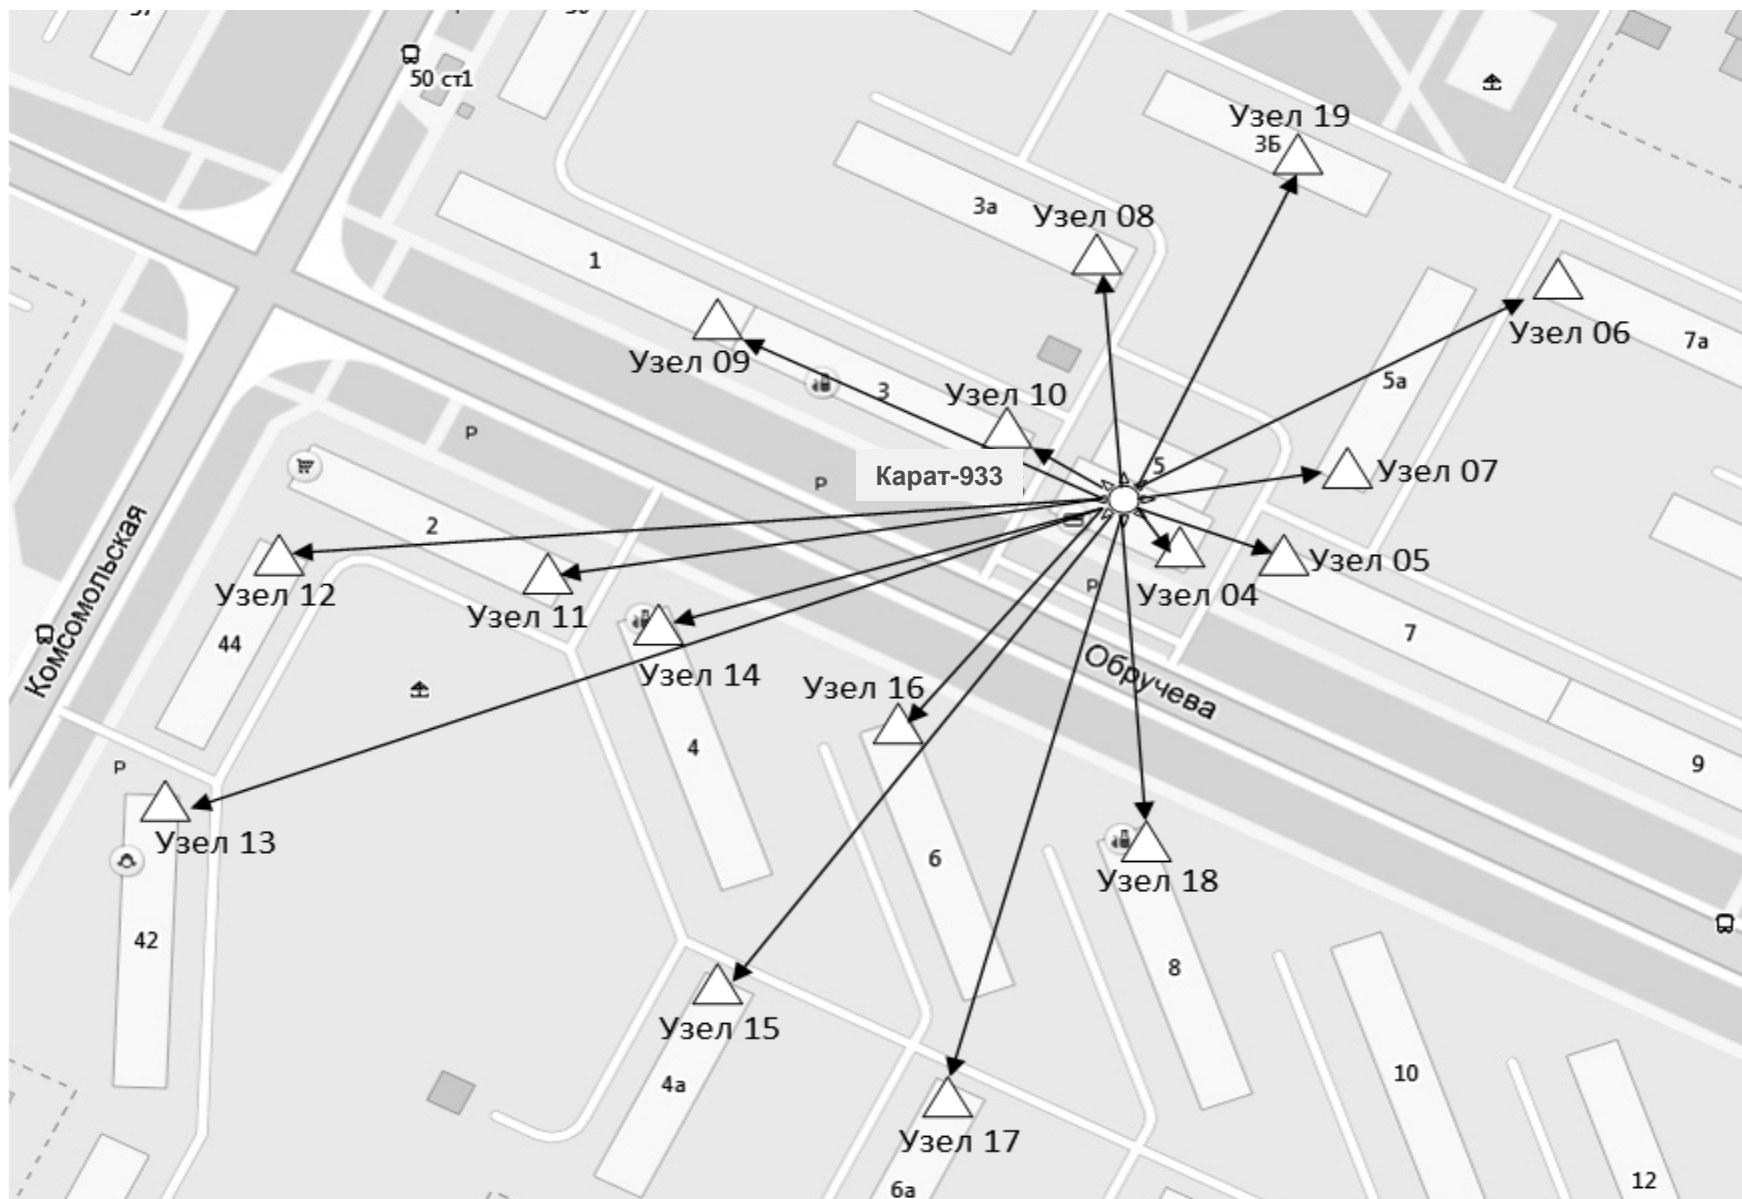 50 ст1
Узел 19
3Б
3а
Узел 08
1
Узел 06
7а
Узел 09
5а
3
Узел 10
Р
5
Узел 07
Карат-933
Р
2
Узел 05
Р
Узел 04
Узел 12
Узел 11
Комсомольская
44
7
Узел 14
Обручева
Узел 16
4
Р
9
Узел 13
6
Узел 18
42
8
Узел 15
4а
10
Узел 17
6а
12